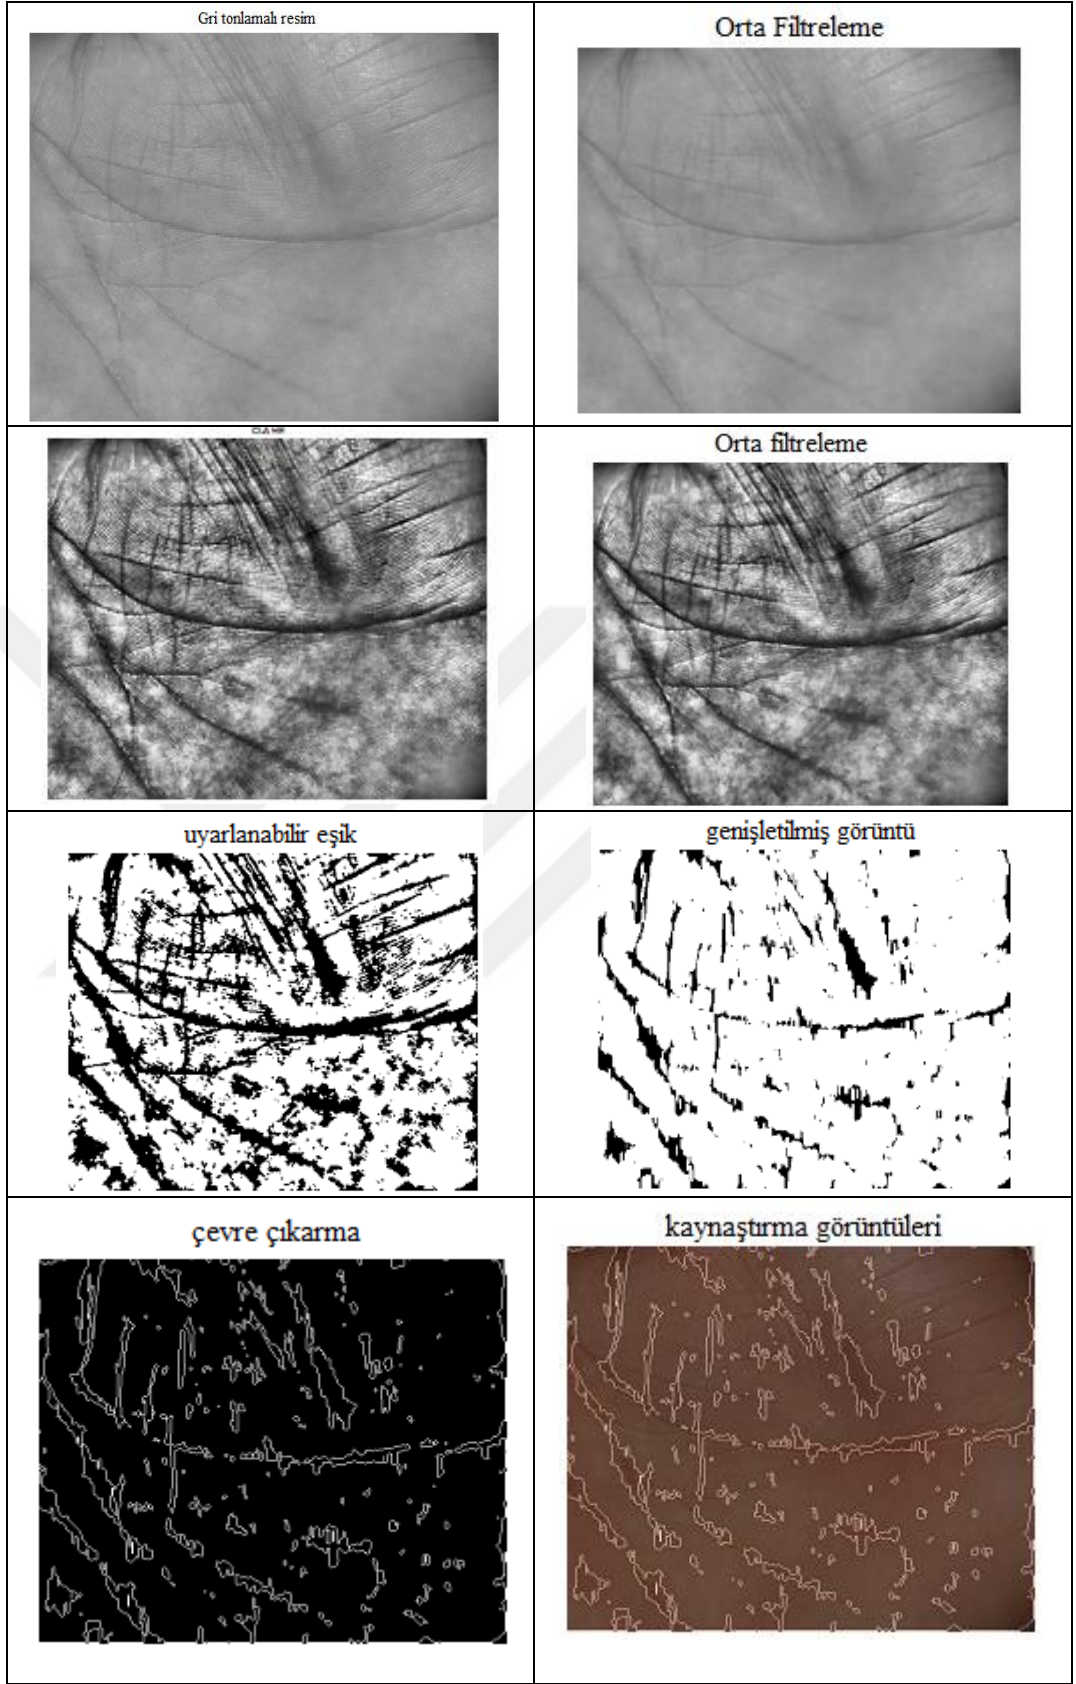 Gri tonlamalı resim
Orta Filtreleme
Orta filtreleme
uyarlanabilir eşik
genişletilmiş görüntü
çevre çıkarma
kaynaştırma görüntüleri